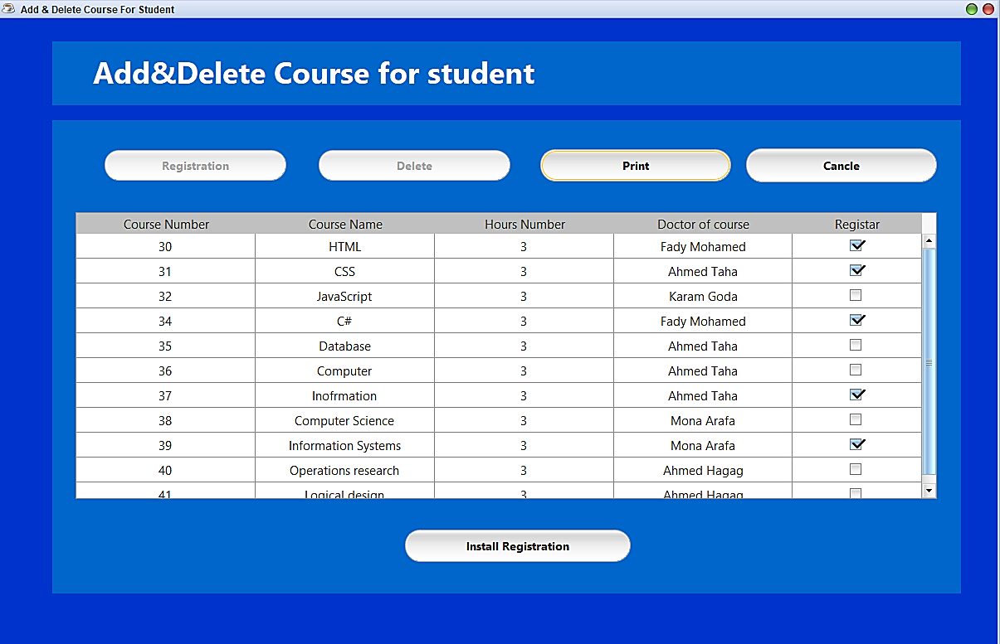 Add & Delete Course For Student
Add&Delete Course for student
Registration Delete Print Cancle
Course Number Course Name Hours Number Doctor of course Registar
30 HTML 3 Fady Mohamed
31 CSS 3 Ahmed Taha
32 JavaScript 3 Karam Goda
34 C# 3 Fady Mohamed
35 Database 3 Ahmed Taha
36 Computer 3 Ahmed Taha
37 Inofrmation 3 Ahmed Taha
38 Computer Science 3 Mona Arafa
39 Information Systems 3 Mona Arafa
40 Operations research 3 Ahmed Hagag
41 Logical design 3 Ahmed Hagag
Install Registration